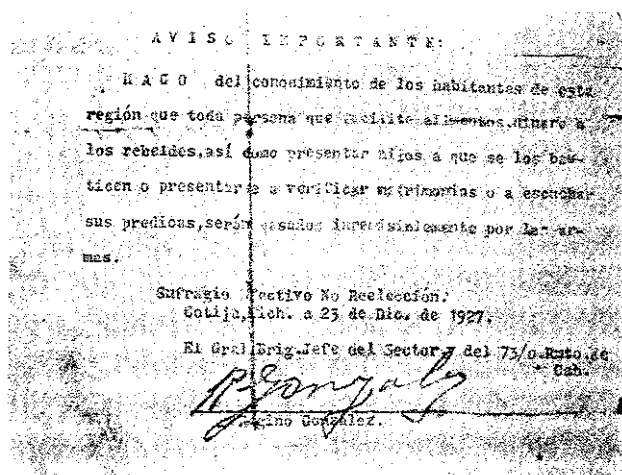 AVISO IMPORTANTE:
HAGO del conocimiento de los habitantes de esta
región que toda persona que facilite alimentos,dinero a
los rebeldes,así como presentar hijos a que se los bau-
ticen o presentarse a verificar matrimonios o a escuchar
sus predicas,serán pasados irremisiblemente por las ar-
mas.
Sufragio Efectivo No Reelección.
Cotija,Mich. a 23 de Dic. de 1927.
El Gral.Brig.Jefe del Sector y del 73/o.Rgto.de
Cab.
R. Gonzalez
González.